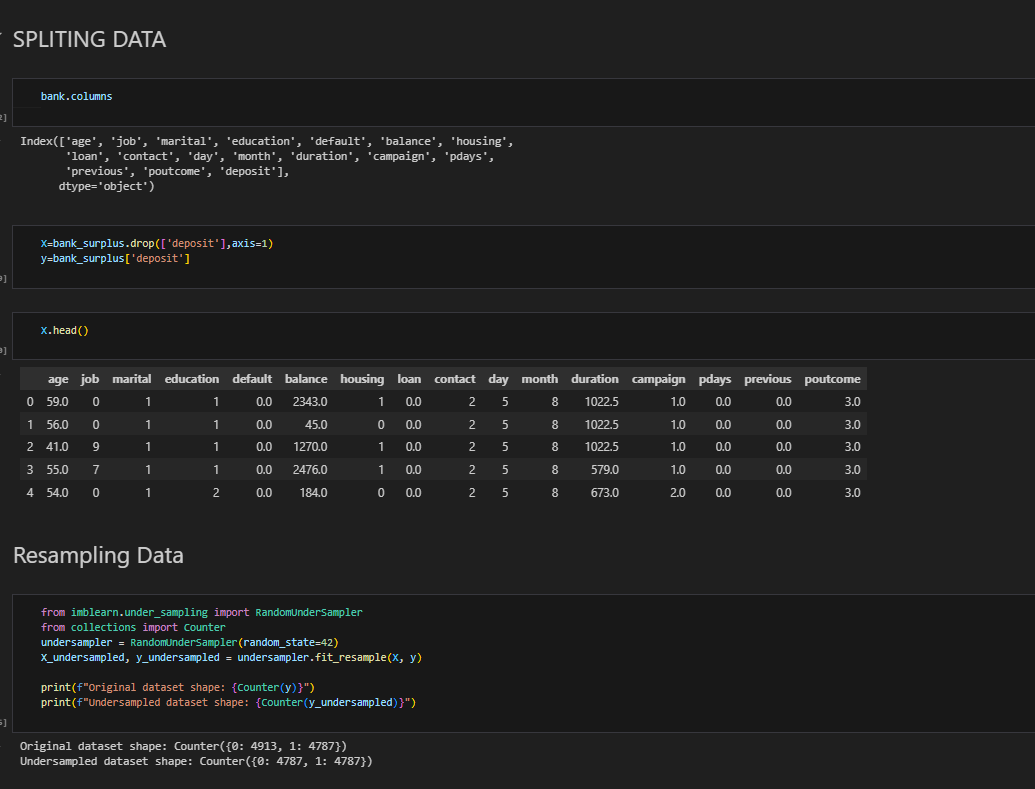 SPLITING DATA
bank.columns
Index(['age', 'job', 'marital', 'education', 'default', 'balance', 'housing',
'loan', 'contact', 'day', 'month', 'duration', 'campaign', 'pdays',
'previous', 'poutcome', 'deposit'],
dtype='object')
X=bank_surplus.drop(['deposit'],axis=1)
y=bank_surplus['deposit']
X.head()
age job marital education default balance housing loan contact day month duration campaign pdays previous poutcome
0 59.0 0 1 1 0.0 2343.0 1 0.0 2 5 8 1022.5 1.0 0.0 0.0 3.0
1 56.0 0 1 1 0.0 45.0 0 0.0 2 5 8 1022.5 1.0 0.0 0.0 3.0
2 41.0 9 1 1 0.0 1270.0 1 0.0 2 5 8 1022.5 1.0 0.0 0.0 3.0
3 55.0 7 1 1 0.0 2476.0 1 0.0 2 5 8 579.0 1.0 0.0 0.0 3.0
4 54.0 0 1 2 0.0 184.0 0 0.0 2 5 8 673.0 2.0 0.0 0.0 3.0
Resampling Data
from imblearn.under_sampling import RandomUnderSampler
from collections import Counter
undersampler = RandomUnderSampler(random_state=42)
X_undersampled, y_undersampled = undersampler.fit_resample(X, y)
print(f"Original dataset shape: {Counter(y)}")
print(f"Undersampled dataset shape: {Counter(y_undersampled)}")
Original dataset shape: Counter({0: 4913, 1: 4787})
Undersampled dataset shape: Counter({0: 4787, 1: 4787})